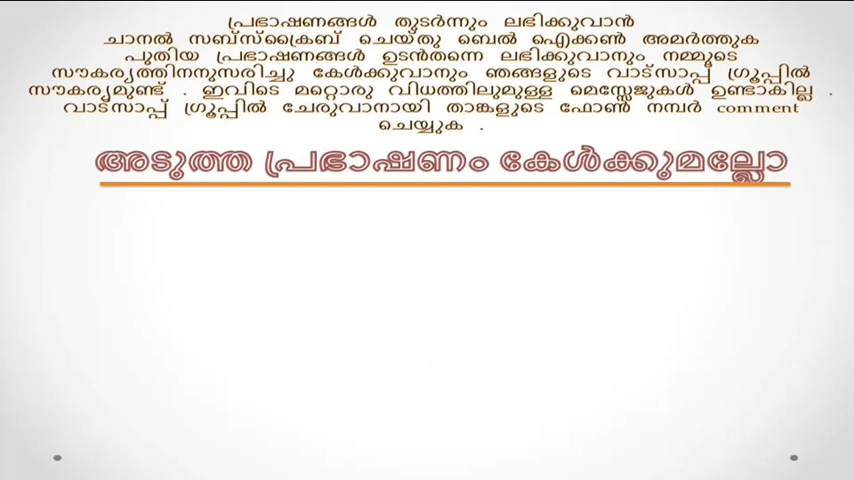 പ്രഭാഷണങ്ങൾ തുടർന്നും ലഭിക്കുവാൻ
ചാനൽ സബ്സ്ക്രൈബ് ചെയ്തു ബെൽ ഐക്കൺ അമർത്തുക
പുതിയ പ്രഭാഷണങ്ങൾ ഉടൻതന്നെ ലഭിക്കുവാനും നമ്മുടെ
സൗകര്യത്തിനനുസരിച്ചു കേൾക്കുവാനും ഞങ്ങളുടെ വാട്സാപ്പ് ഗ്രൂപ്പിൽ
സൗകര്യമുണ്ട് . ഇവിടെ മറ്റൊരു വിധത്തിലുമുള്ള മെസ്സേജുകൾ ഉണ്ടാകില്ല .
വാട്സാപ്പ് ഗ്രൂപ്പിൽ ചേരുവാനായി താങ്കളുടെ ഫോൺ നമ്പർ comment
ചെയ്യുക .
അടുത്ത പ്രഭാഷണം കേൾക്കുമല്ലോ